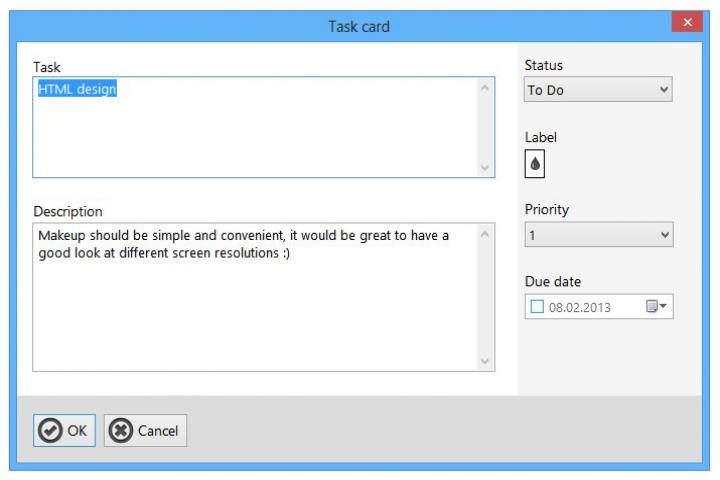 Task card
Task
HTML design
Description
Makeup should be simple and convenient, it would be great to have a
good look at different screen resolutions :)
Status
To Do
Label
Priority
1
Due date
08.02.2013
OK
Cancel